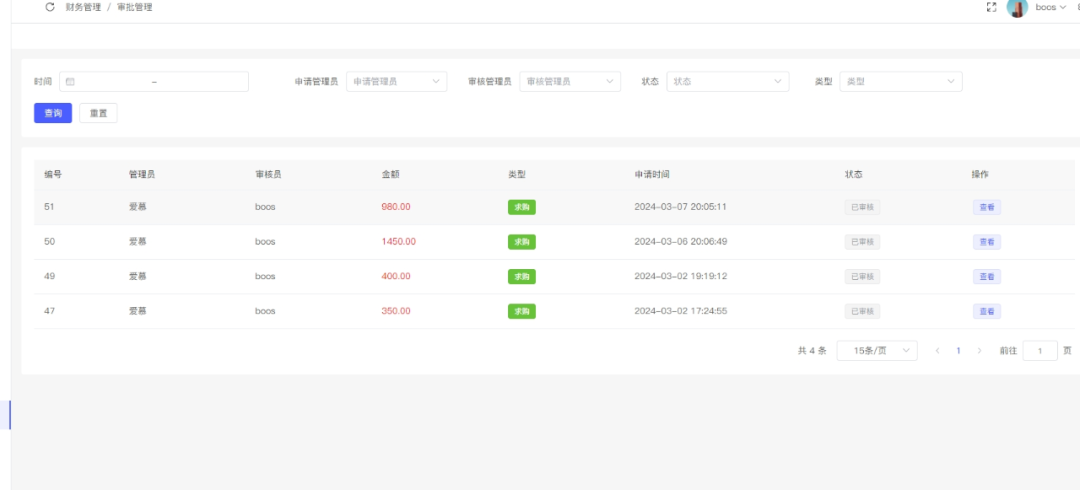 财务管理 / 审批管理 boos
时间 – 申请管理员 申请管理员 审核管理员 审核管理员 状态 状态 类型 类型
查询 重置
编号 管理员 审核员 金额 类型 申请时间 状态 操作
51 爱慕 boos 980.00 求购 2024-03-07 20:05:11 已审核 查看
50 爱慕 boos 1450.00 求购 2024-03-06 20:06:49 已审核 查看
49 爱慕 boos 400.00 求购 2024-03-02 19:19:12 已审核 查看
47 爱慕 boos 350.00 求购 2024-03-02 17:24:55 已审核 查看
共 4 条 15条/页 1 前往 1 页